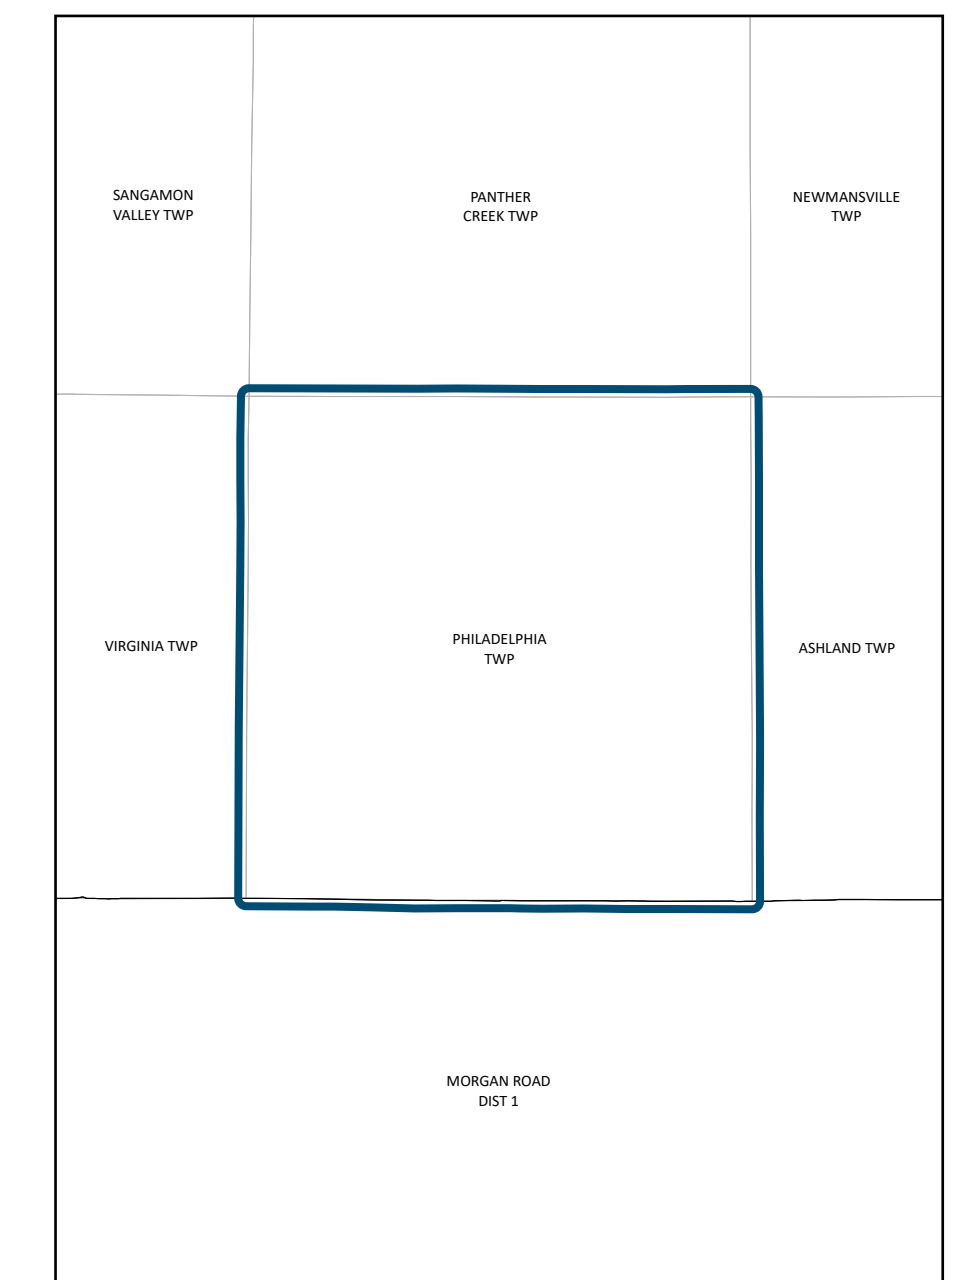 SANGAMON
VALLEY TWP
PANTHER
CREEK TWP
NEWMANSVILLE
TWP
VIRGINIA TWP
PHILADELPHIA
TWP
ASHLAND TWP
MORGAN ROAD
DIST 1